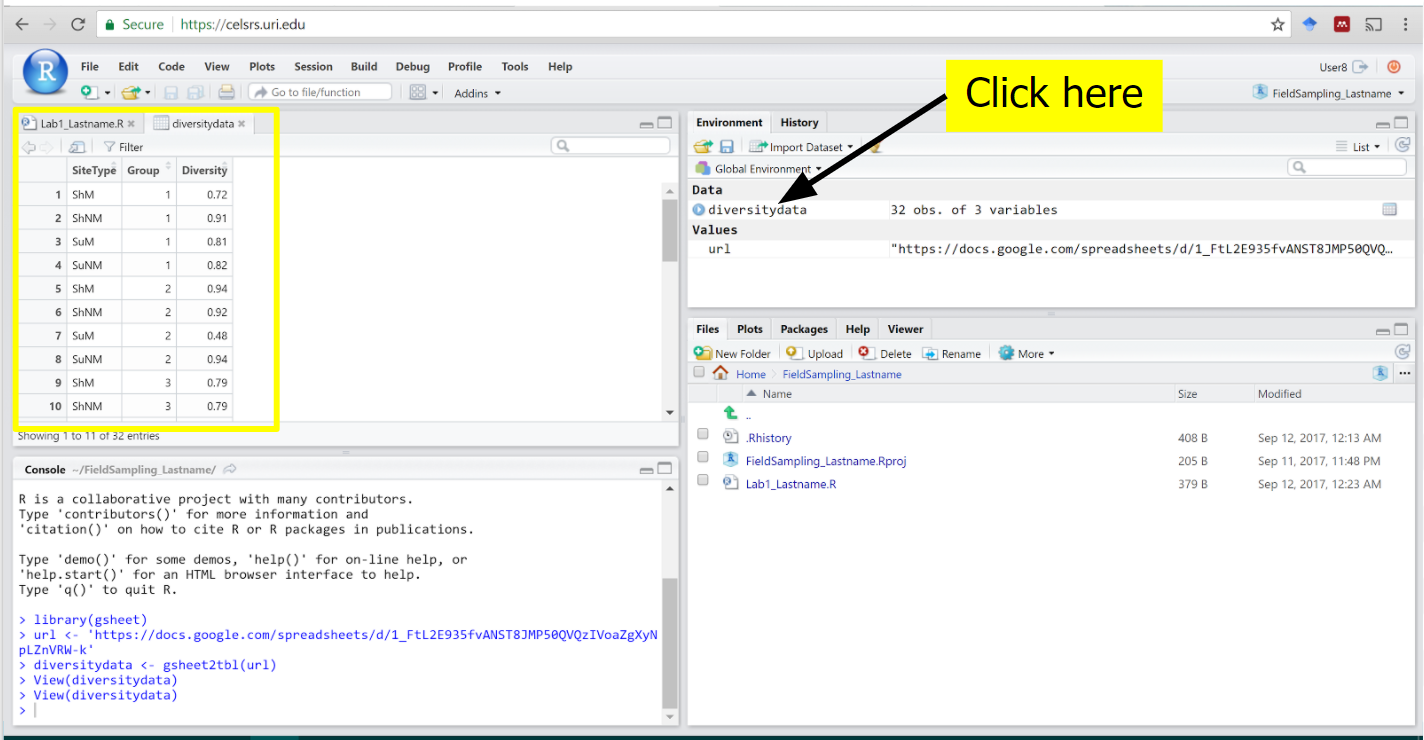 Secure https://celsrs.uri.edu
R File Edit Code View Plots Session Build Debug Profile Tools Help User8
Go to file/function Addins FieldSampling_Lastname
Click here
Lab1_Lastname.R diversitydata
Filter
SiteType Group Diversity
1 ShM 1 0.72
2 ShNM 1 0.91
3 SuM 1 0.81
4 SuNM 1 0.82
5 ShM 2 0.94
6 ShNM 2 0.92
7 SuM 2 0.48
8 SuNM 2 0.94
9 ShM 3 0.79
10 ShNM 3 0.79
Showing 1 to 11 of 32 entries
Console ~/FieldSampling_Lastname/
R is a collaborative project with many contributors.
Type 'contributors()' for more information and
'citation()' on how to cite R or R packages in publications.
Type 'demo()' for some demos, 'help()' for on-line help, or
'help.start()' for an HTML browser interface to help.
Type 'q()' to quit R.
> library(gsheet)
> url <- 'https://docs.google.com/spreadsheets/d/1_FtL2E935fvANST8JMP50QVQzIVoaZgXyN
pLZnVRW-k'
> diversitydata <- gsheet2tbl(url)
> View(diversitydata)
> View(diversitydata)
>
Environment History
Import Dataset List
Global Environment
Data
diversitydata 32 obs. of 3 variables
Values
url "https://docs.google.com/spreadsheets/d/1_FtL2E935fvANST8JMP50QVQ…
Files Plots Packages Help Viewer
New Folder Upload Delete Rename More
Home FieldSampling_Lastname
Name Size Modified
..
.Rhistory 408 B Sep 12, 2017, 12:13 AM
FieldSampling_Lastname.Rproj 205 B Sep 11, 2017, 11:48 PM
Lab1_Lastname.R 379 B Sep 12, 2017, 12:23 AM